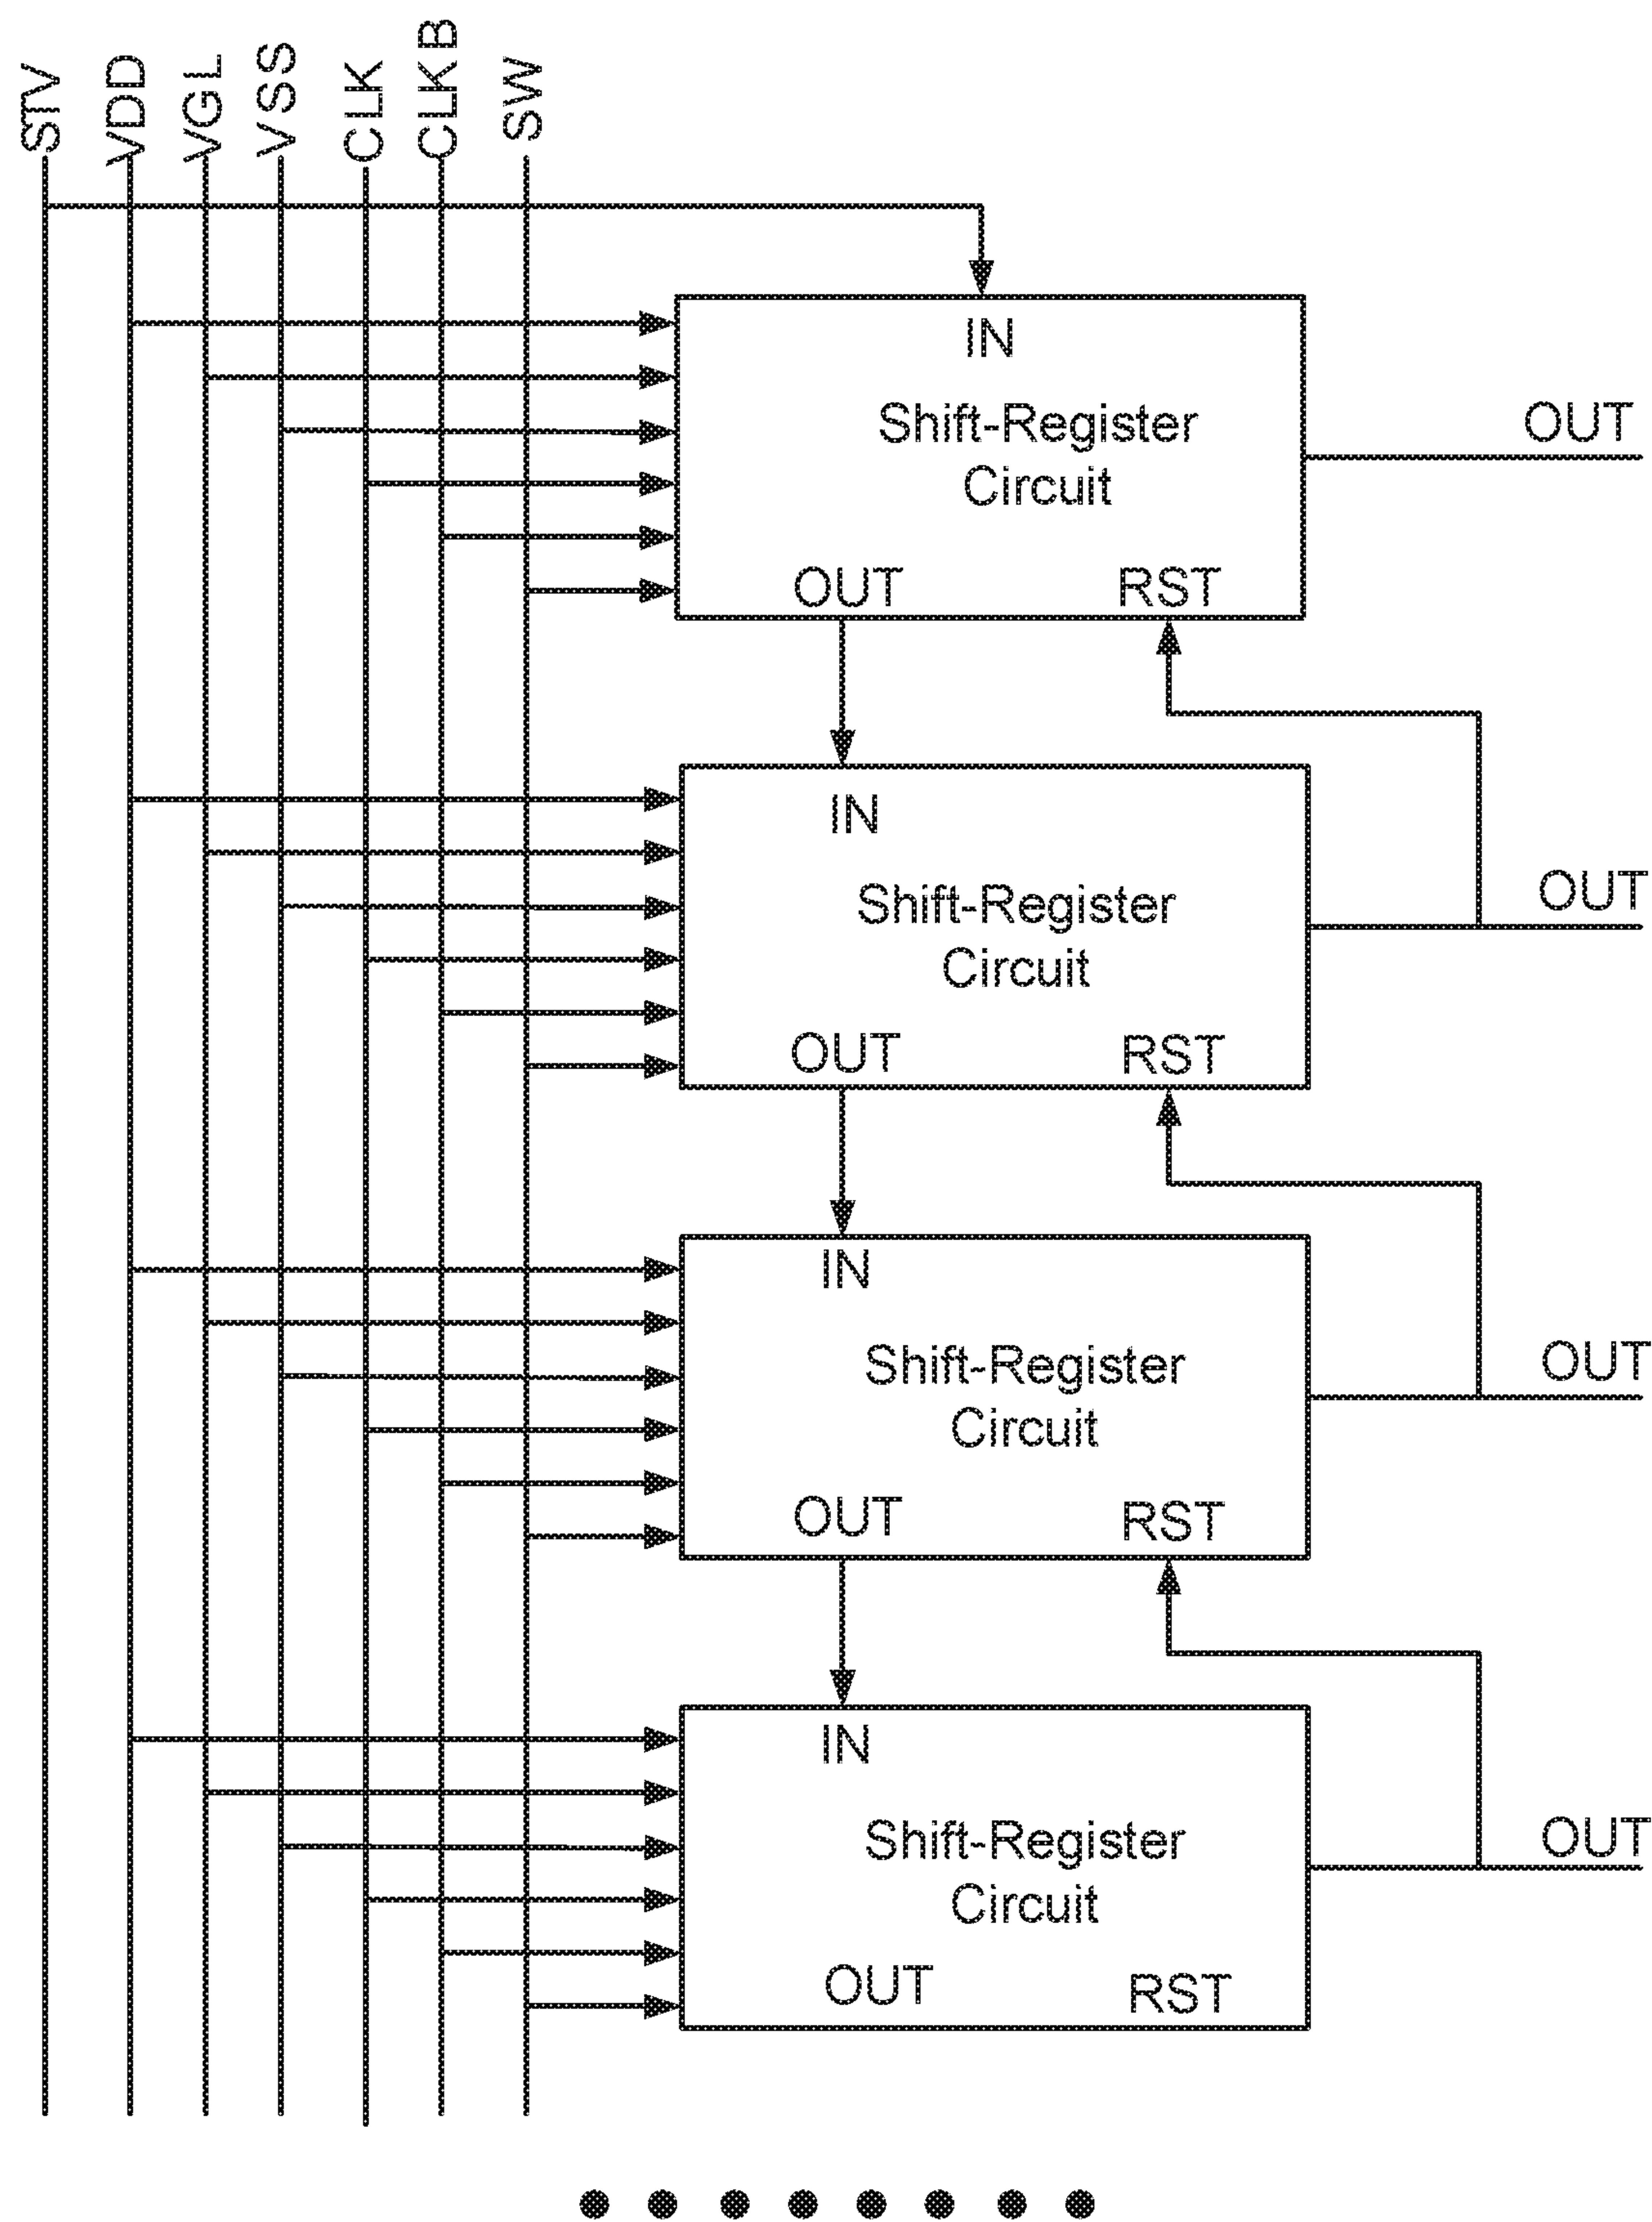 STV
VDD
VGL
VSS
CLK
CLKB
SW
IN
Shift-Register
Circuit
OUT
OUT
RST
IN
Shift-Register
Circuit
OUT
OUT
RST
IN
Shift-Register
Circuit
OUT
OUT
RST
IN
Shift-Register
Circuit
OUT
OUT
RST